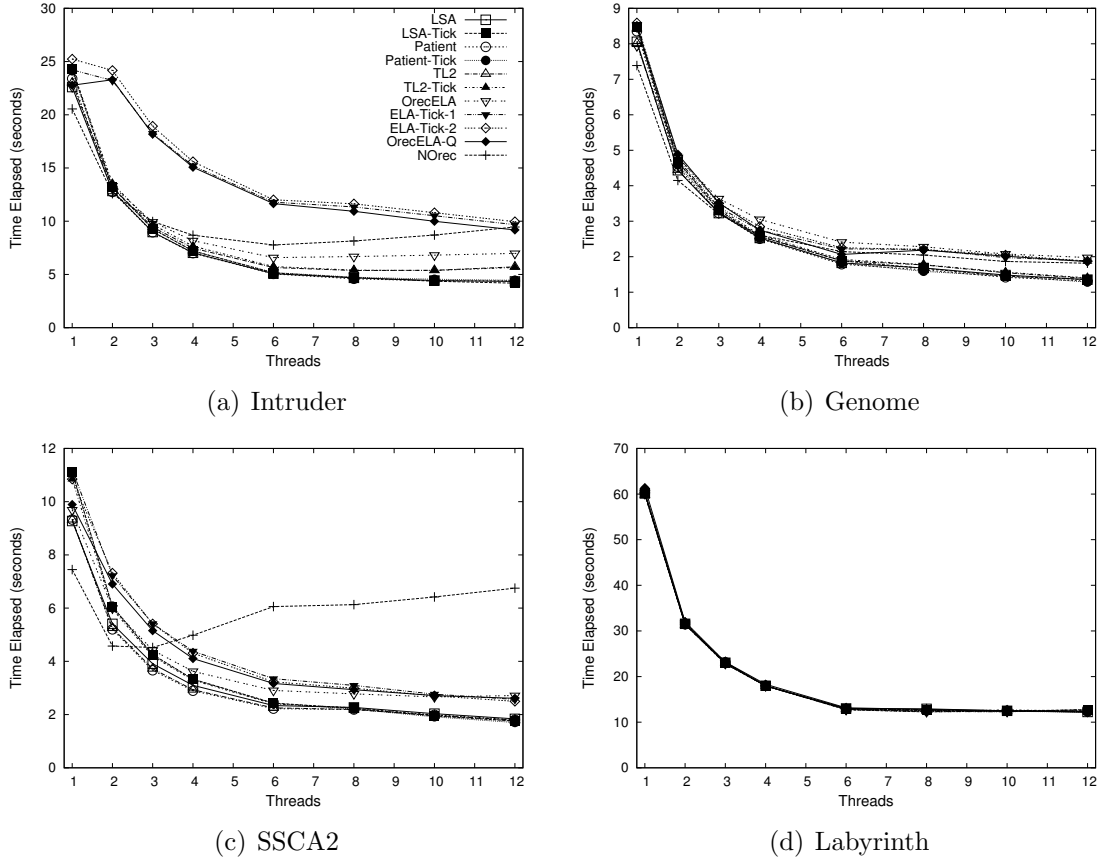 30
25
20
15
10
5
0
Time Elapsed (seconds)
1 2 3 4 5 6 7 8 9 10 11 12
Threads
LSA
LSA-Tick
Patient
Patient-Tick
TL2
TL2-Tick
OrecELA
ELA-Tick-1
ELA-Tick-2
OrecELA-Q
NOrec
(a) Intruder
9
8
7
6
5
4
3
2
1
0
Time Elapsed (seconds)
1 2 3 4 5 6 7 8 9 10 11 12
Threads
(b) Genome
12
10
8
6
4
2
0
Time Elapsed (seconds)
1 2 3 4 5 6 7 8 9 10 11 12
Threads
(c) SSCA2
70
60
50
40
30
20
10
0
Time Elapsed (seconds)
1 2 3 4 5 6 7 8 9 10 11 12
Threads
(d) Labyrinth